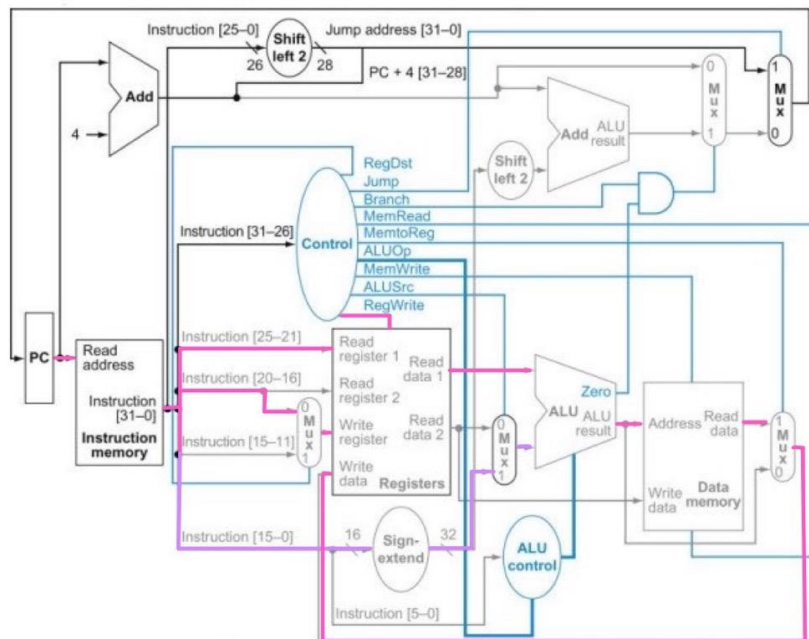 Instruction [25–0]
Shift
left 2
Jump address [31–0]
26
28
PC + 4 [31–28]
Add
4
0
M
u
x
1
1
M
u
x
0
Add
ALU
result
Shift
left 2
RegDst
Jump
Branch
MemRead
MemtoReg
ALUOp
MemWrite
ALUSrc
RegWrite
Control
Instruction [31–26]
PC
Read
address
Instruction
[31–0]
Instruction
memory
Instruction [25–21]
Instruction [20–16]
Instruction [15–11]
0
M
u
x
1
Read
register 1
Read
register 2
Write
register
Write
data
Read
data 1
Read
data 2
Registers
0
M
u
x
1
Zero
ALU
ALU
result
Address
Read
data
Write
data
Data
memory
1
M
u
x
0
Instruction [15–0]
16
Sign-
extend
32
ALU
control
Instruction [5–0]